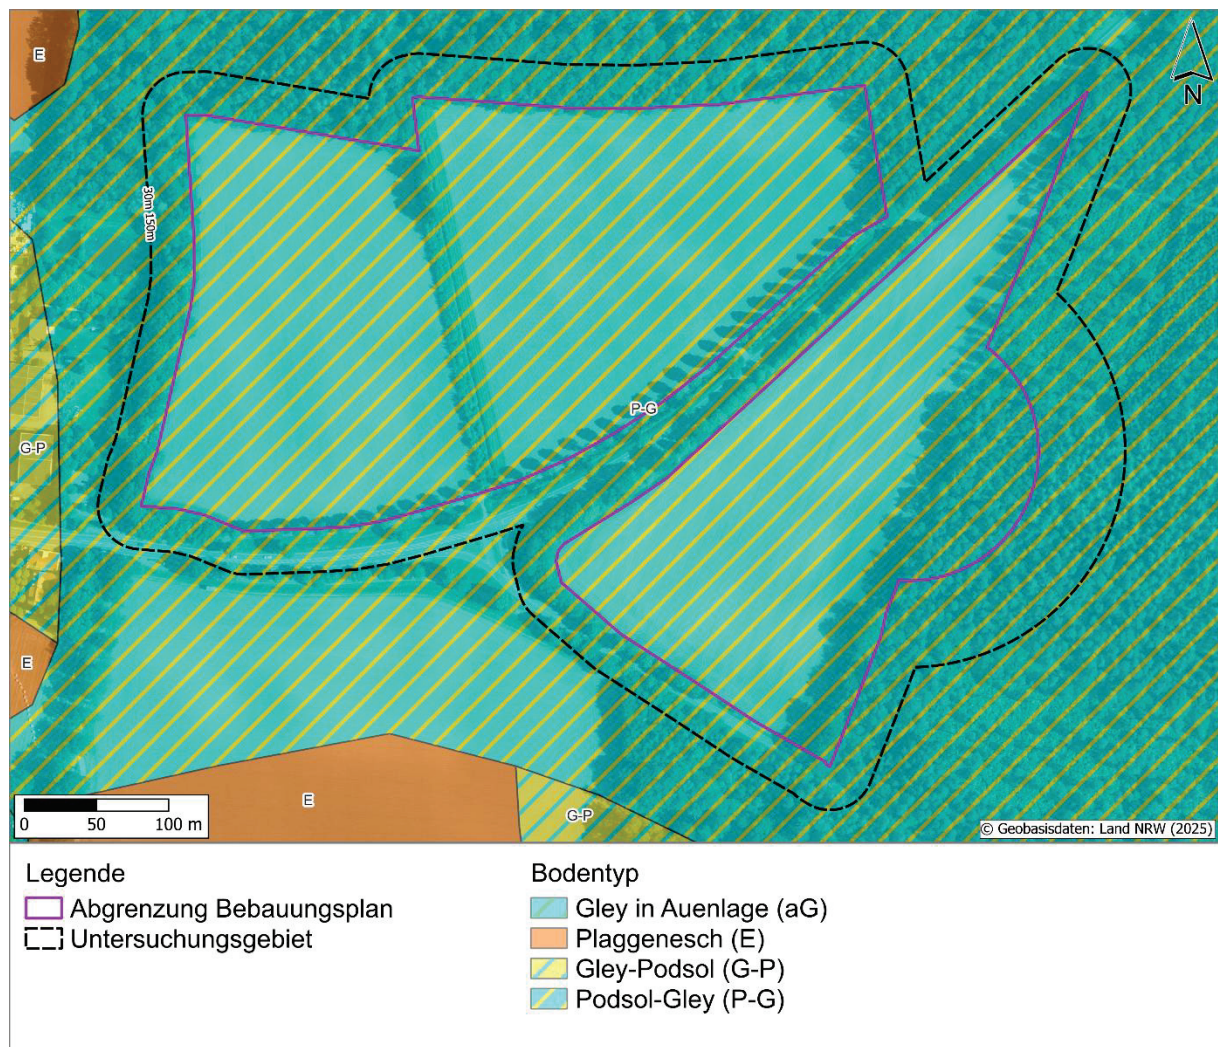 E
N
30m 150m
P-G
G-P
E
E
G-P
0 50 100 m
© Geobasisdaten: Land NRW (2025)
Legende
Abgrenzung Bebauungsplan
Untersuchungsgebiet
Bodentyp
Gley in Auenlage (aG)
Plaggenesch (E)
Gley-Podsol (G-P)
Podsol-Gley (P-G)